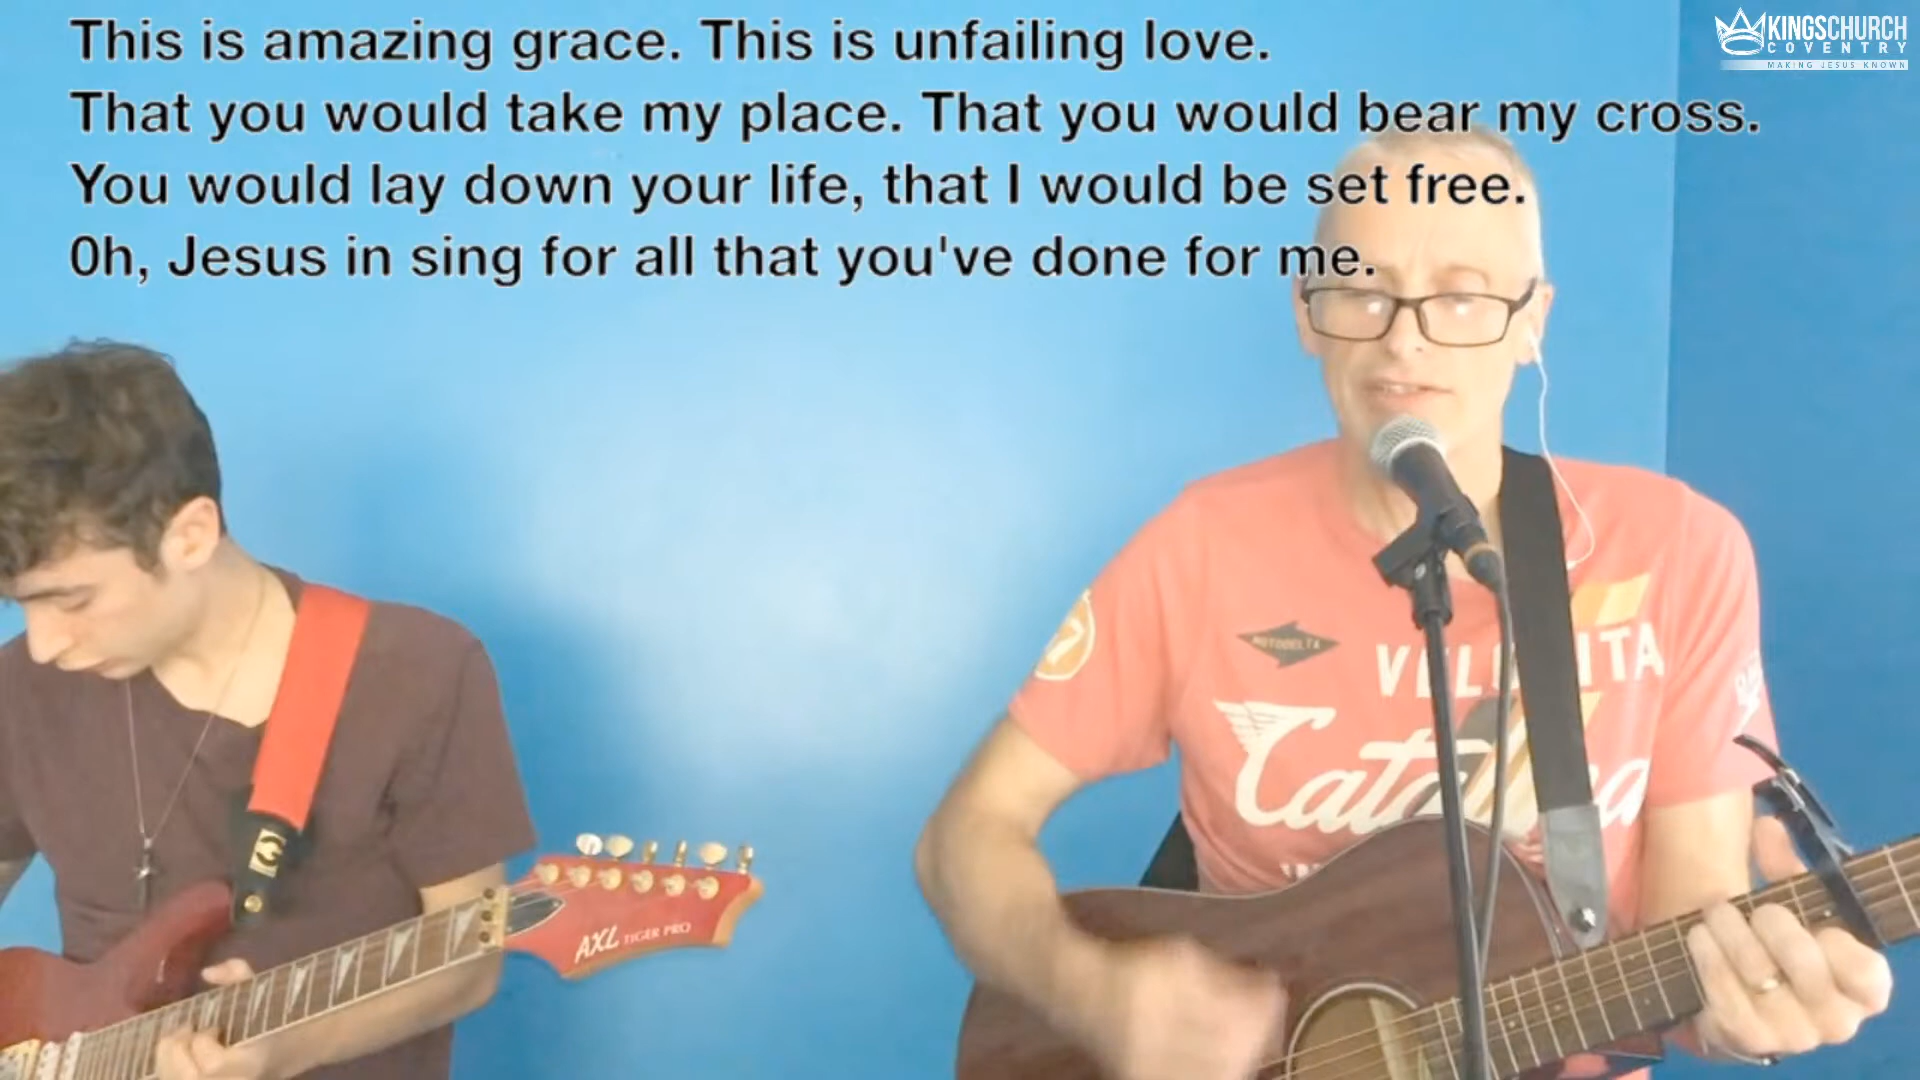 This is amazing grace. This is unfailing love.
That you would take my place. That you would bear my cross.
You would lay down your life, that I would be set free.
Oh, Jesus in sing for all that you've done for me.
KINGSCHURCH
COVENTRY
MAKING JESUS KNOWN
MOTODELTA
AXL TIGER PRO